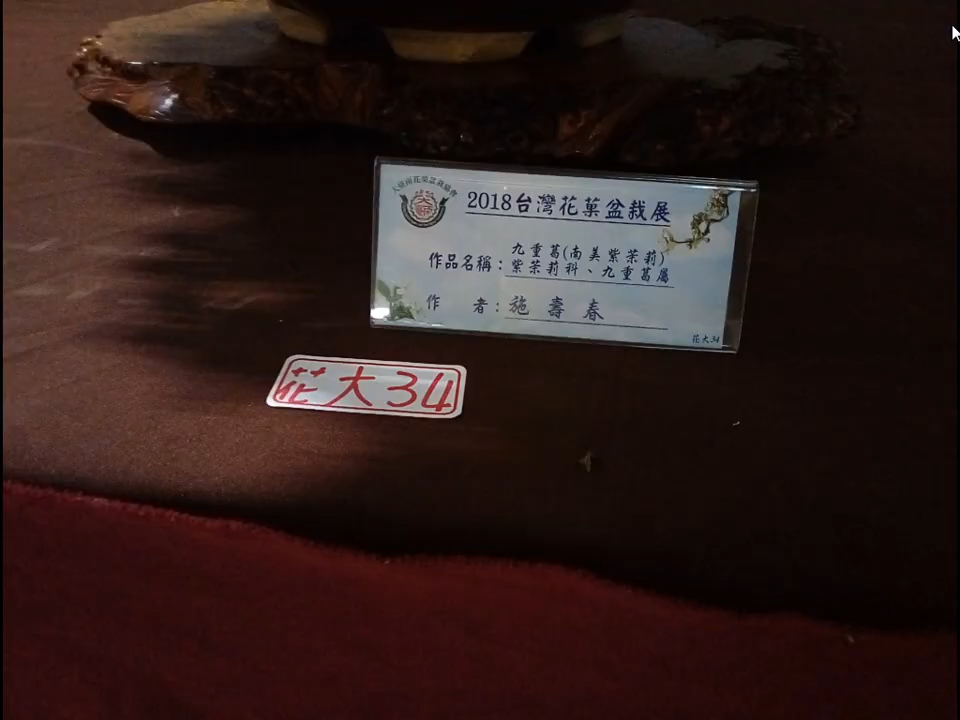 2018台灣花菓盆栽展
作品名稱：九重葛(南美紫茉莉)
紫茉莉科、九重葛屬
作 者：施壽春
花大34
花大34